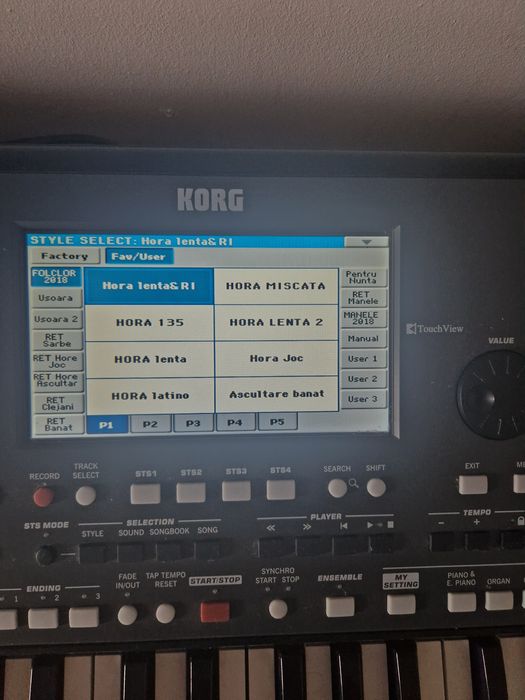 KORG
STYLE SELECT: Hora lenta&RI
Factory
Fav/User
FOLCLOR 2018
Usoara
Usoara 2
RET Sarbe
RET Hore Joc
RET Hore Ascultar
RET Clejani
RET Banat
Hora lenta&RI
HORA MISCATA
HORA 135
HORA LENTA 2
HORA lenta
Hora Joc
HORA latino
Ascultare banat
Pentru Nunta
RET Manele
MANELE 2018
Manual
User 1
User 2
User 3
P1
P2
P3
P4
P5
TouchView
VALUE
RECORD
TRACK SELECT
STS1
STS2
STS3
STS4
SEARCH
SHIFT
EXIT
STS MODE
SELECTION
STYLE
SOUND
SONGBOOK
SONG
PLAYER
TEMPO
−
+
ENDING
1
2
3
FADE IN/OUT
TAP TEMPO RESET
START/STOP
SYNCHRO START STOP
ENSEMBLE
MY SETTING
PIANO & E. PIANO
ORGAN